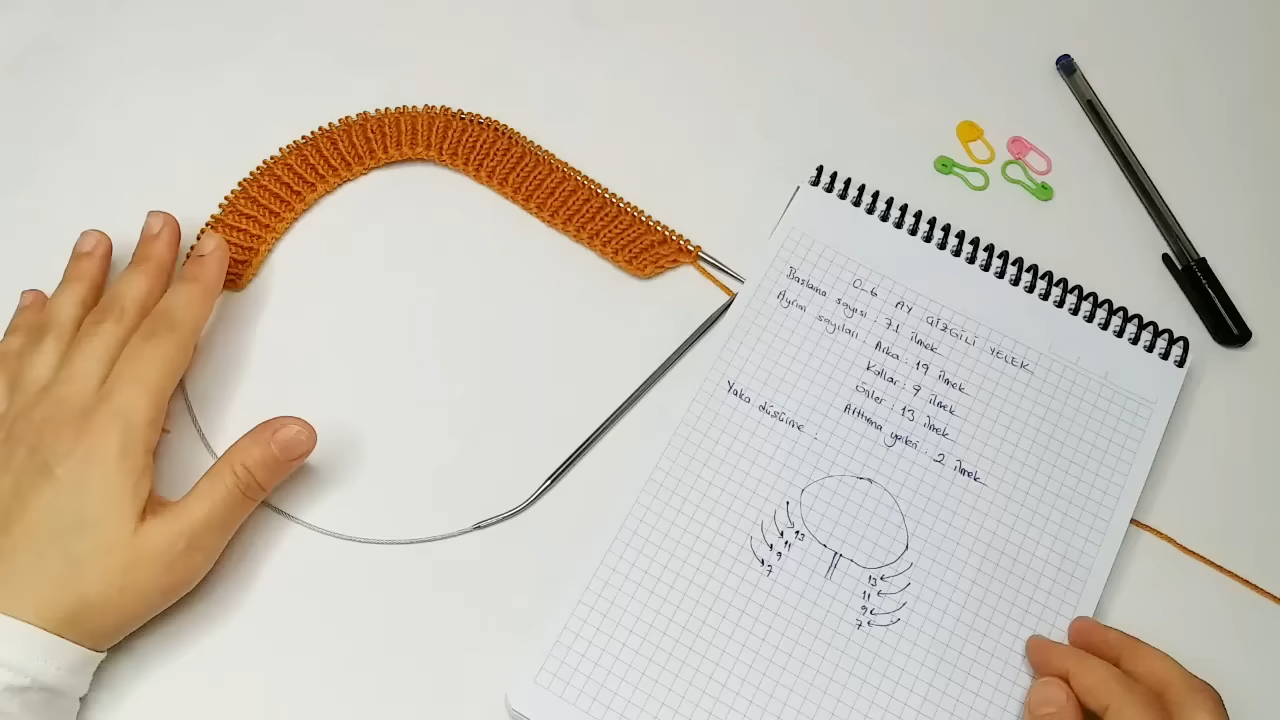 0-6 AY ÇİZGİLİ YELEK
Başlama sayısı : 71 ilmek
Ayrım sayıları Arka : 19 ilmek
Kollar : 9 ilmek
Önler : 13 ilmek
Arttırma yerleri : 2 ilmek
Yaka düşürme :
13
11
9
7
13
11
9
7